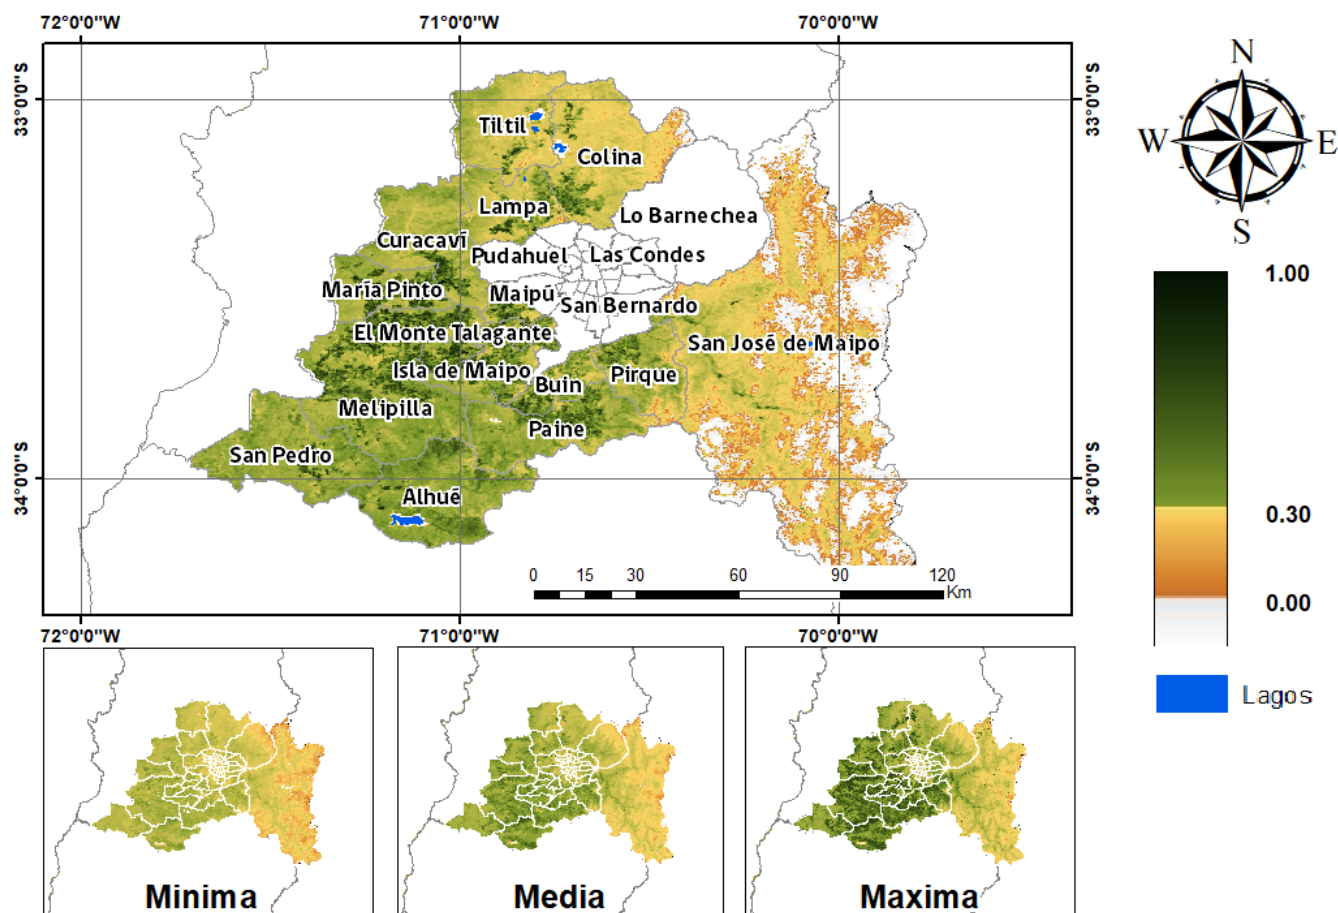 72°0'0"W 71°0'0"W 70°0'0"W
33°0'0"S
33°0'0"S
N
W E
S
Tiltil
Colina
Lampa
Lo Barnechea
Curacaví
Pudahuel
Las Condes
María Pinto
Maipú
San Bernardo
El Monte Talagante
San José de Maipo
Isla de Maipo
Buin
Pirque
Melipilla
Paine
San Pedro
Alhué
34°0'0"S
34°0'0"S
0 15 30 60 90 120
Km
1.00
0.30
0.00
Lagos
72°0'0"W 71°0'0"W 70°0'0"W
Minima
Media
Maxima